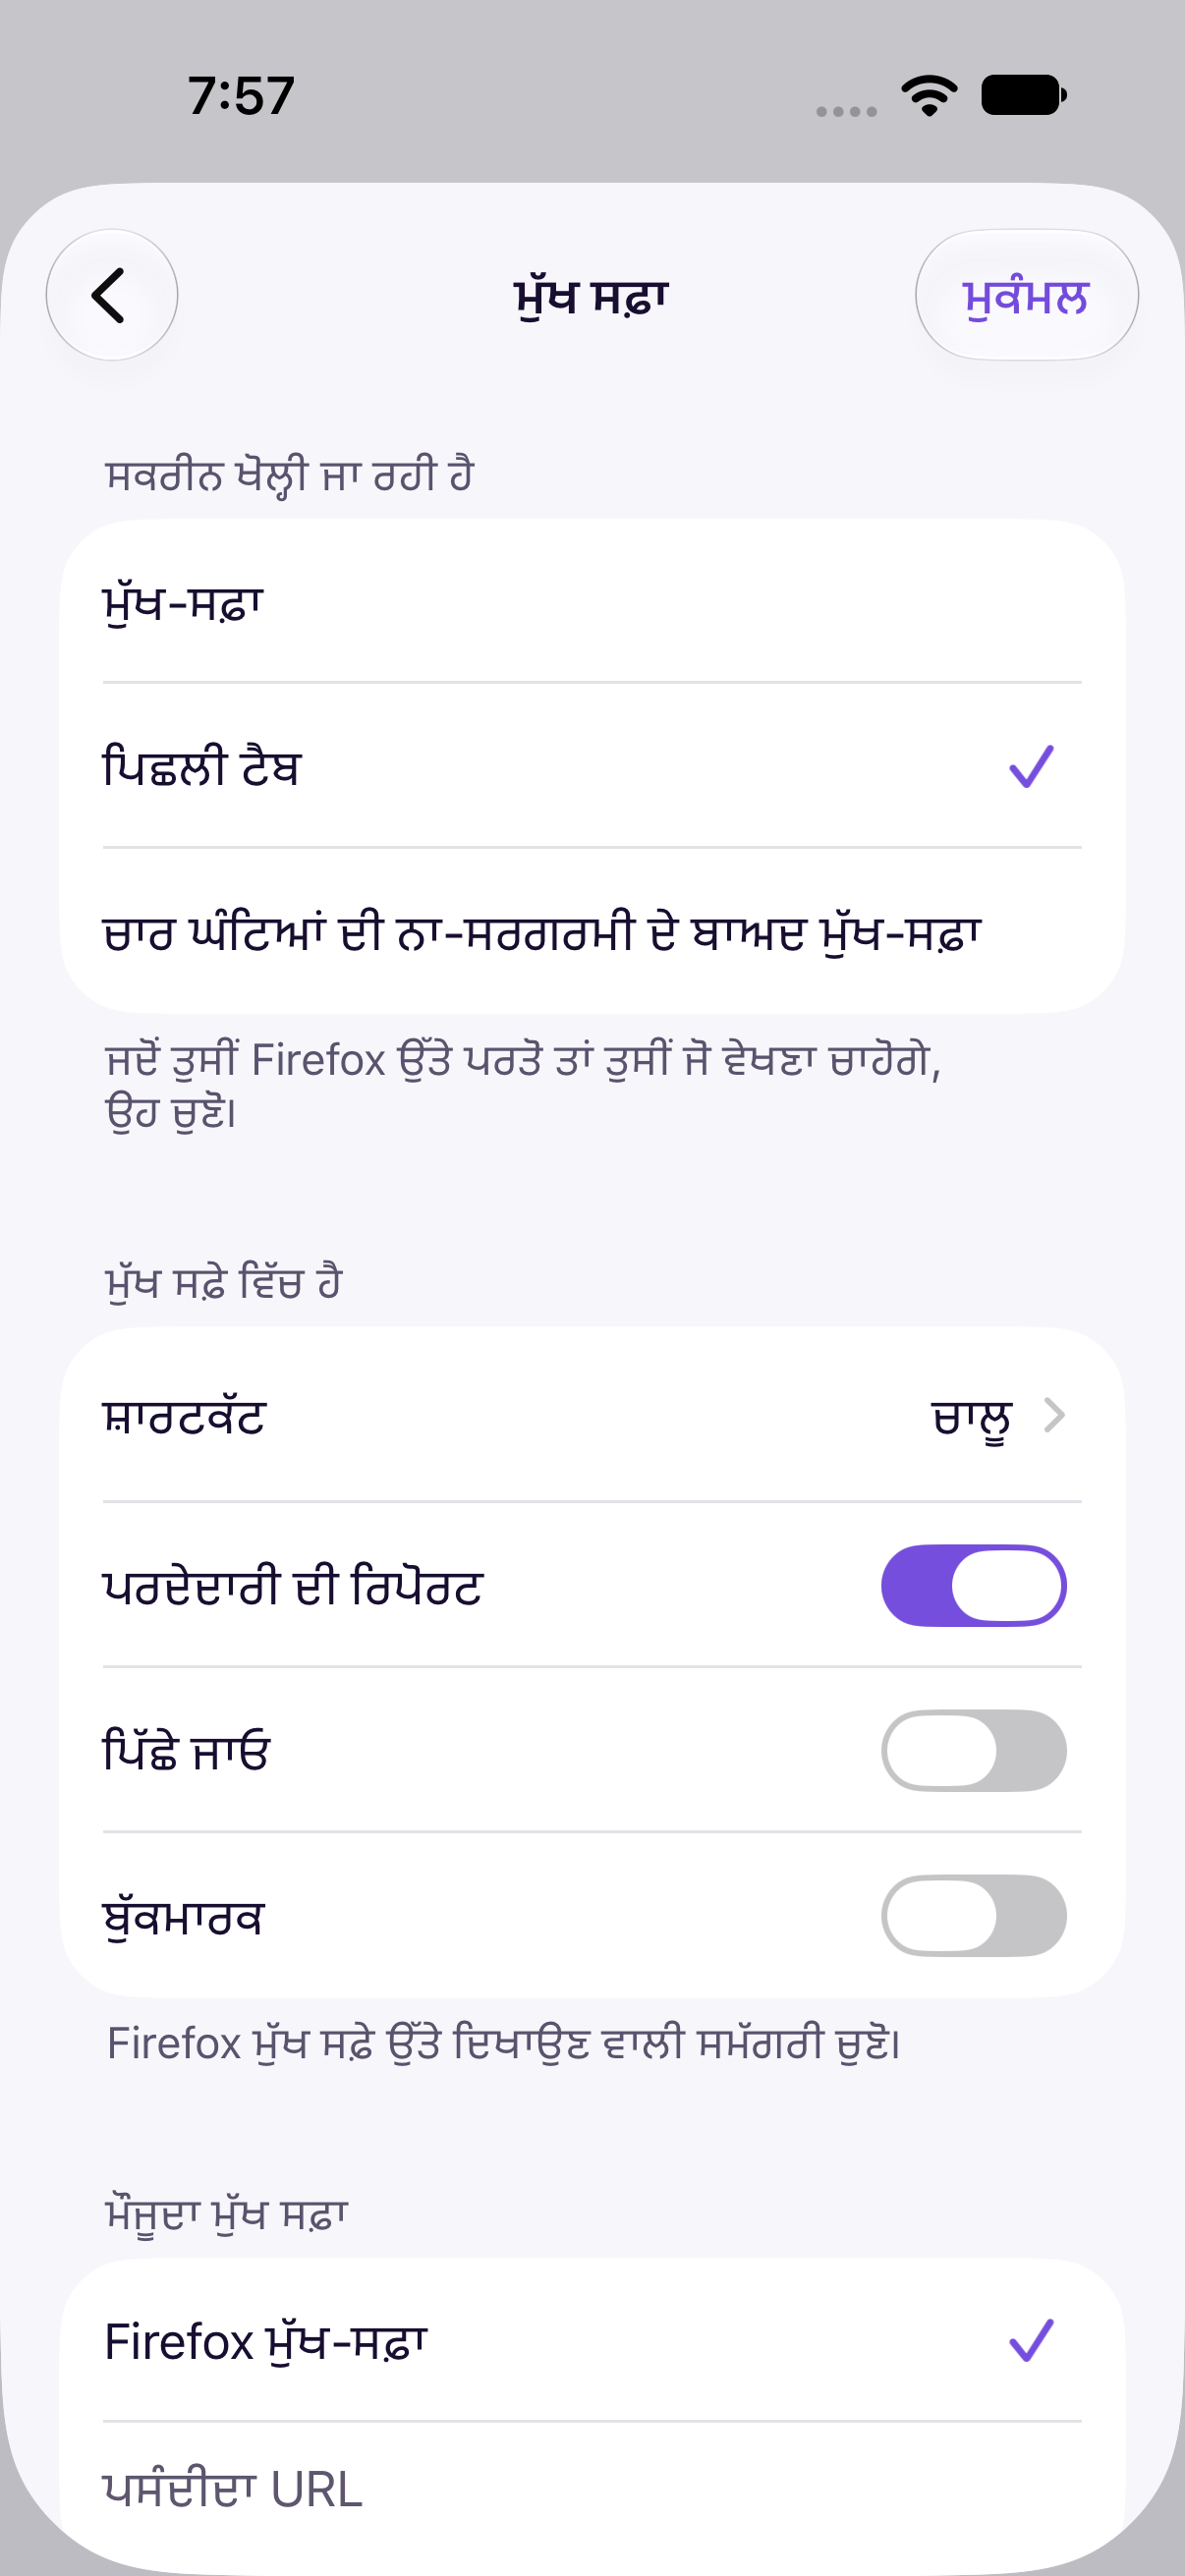 7:57
ਮੁੱਖ ਸਫ਼ਾ
ਮੁਕੰਮਲ
ਸਕਰੀਨ ਖੋਲ੍ਹੀ ਜਾ ਰਹੀ ਹੈ
ਮੁੱਖ-ਸਫ਼ਾ
ਪਿਛਲੀ ਟੈਬ
ਚਾਰ ਘੰਟਿਆਂ ਦੀ ਨਾ-ਸਰਗਰਮੀ ਦੇ ਬਾਅਦ ਮੁੱਖ-ਸਫ਼ਾ
ਜਦੋਂ ਤੁਸੀਂ Firefox ਉੱਤੇ ਪਰਤੋ ਤਾਂ ਤੁਸੀਂ ਜੋ ਵੇਖਣਾ ਚਾਹੋਗੇ,
ਉਹ ਚੁਣੋ।
ਮੁੱਖ ਸਫ਼ੇ ਵਿੱਚ ਹੈ
ਸ਼ਾਰਟਕੱਟ
ਚਾਲੂ
ਪਰਦੇਦਾਰੀ ਦੀ ਰਿਪੋਰਟ
ਪਿੱਛੇ ਜਾਓ
ਬੁੱਕਮਾਰਕ
Firefox ਮੁੱਖ ਸਫ਼ੇ ਉੱਤੇ ਦਿਖਾਉਣ ਵਾਲੀ ਸਮੱਗਰੀ ਚੁਣੋ।
ਮੌਜੂਦਾ ਮੁੱਖ ਸਫ਼ਾ
Firefox ਮੁੱਖ-ਸਫ਼ਾ
ਪਸੰਦੀਦਾ URL